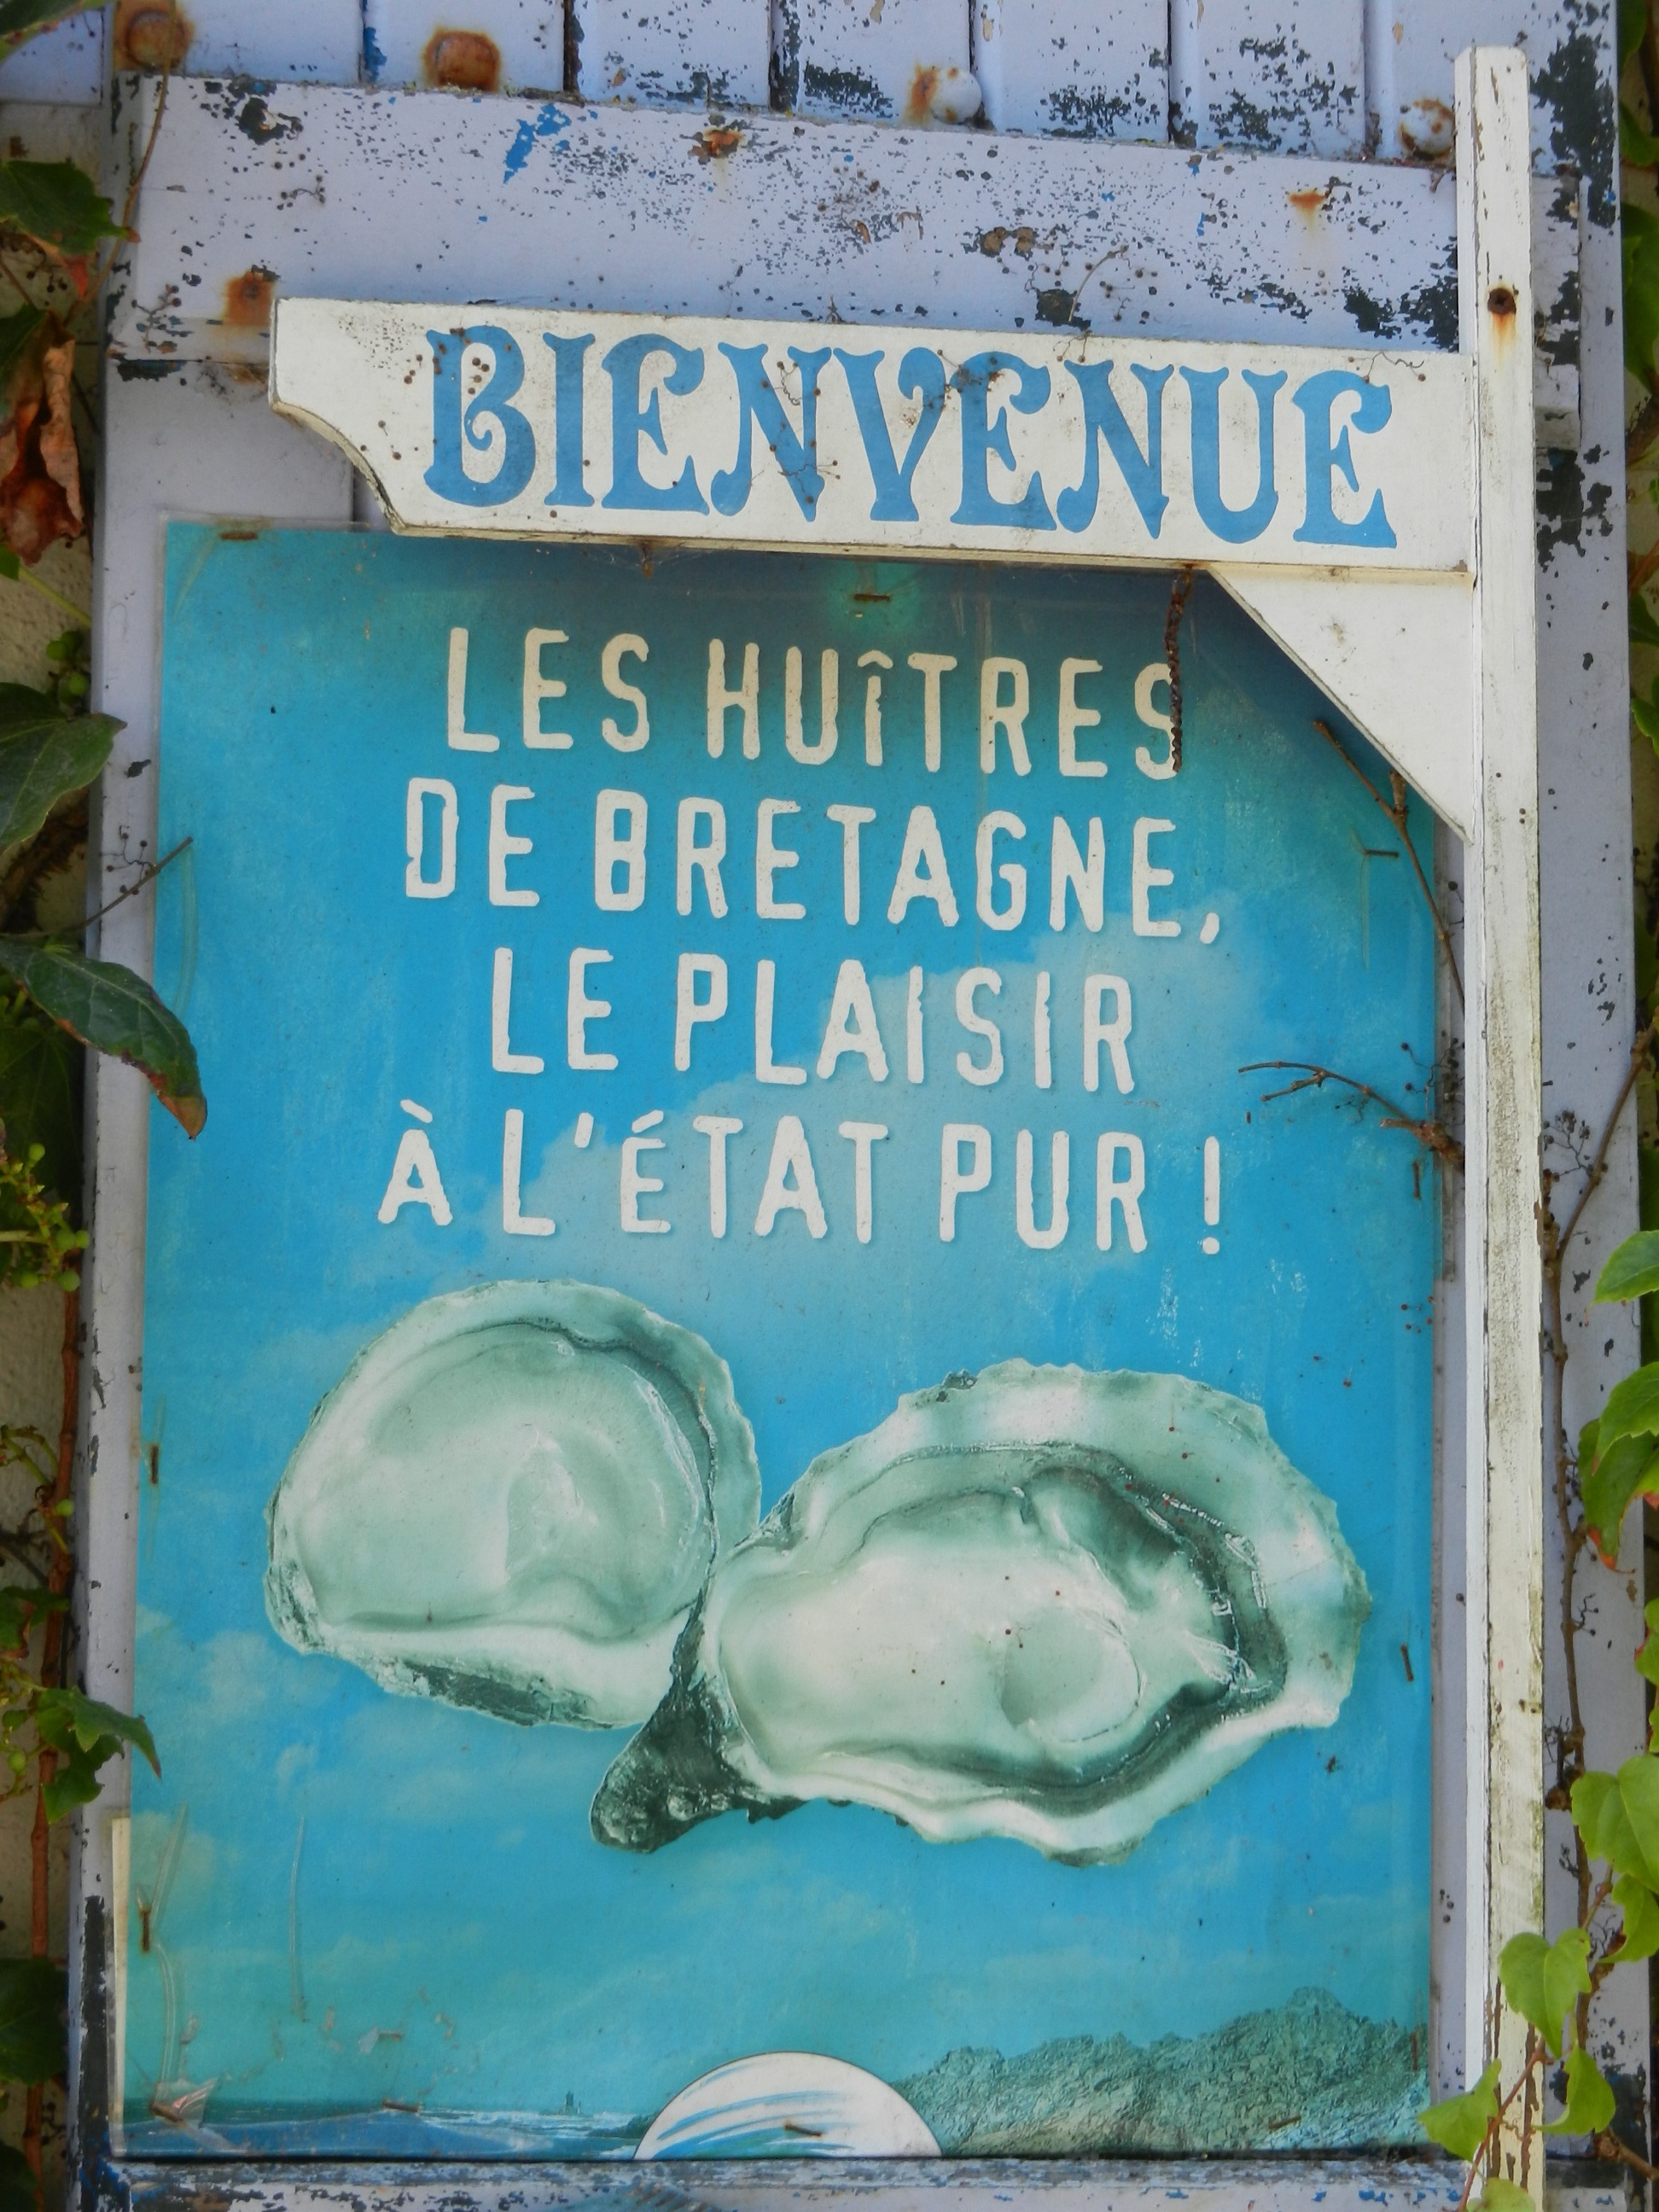 BIENVENUE
LES HUÎTRES
DE BRETAGNE,
LE PLAISIR
À L'ÉTAT PUR !